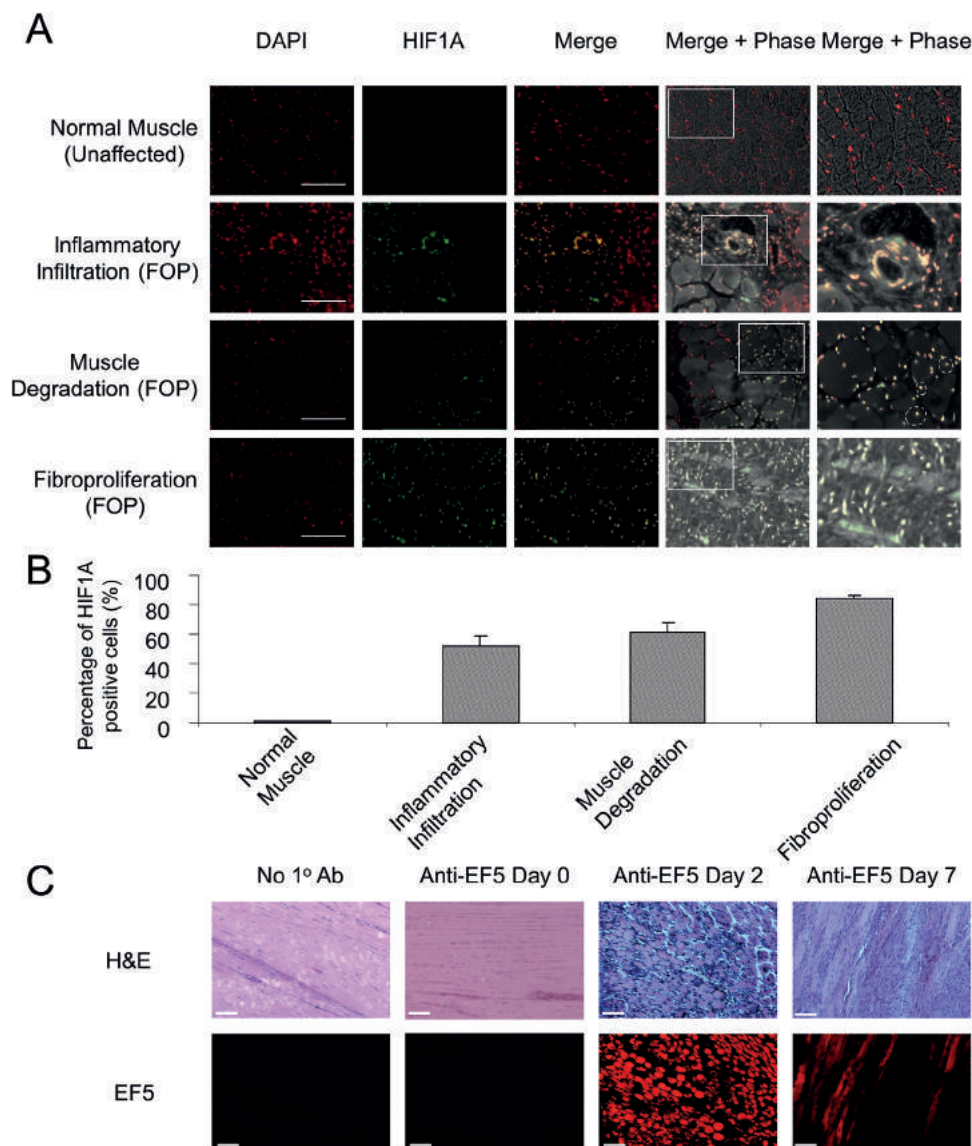 A
DAPI HIF1A Merge Merge + Phase Merge + Phase
Normal Muscle
(Unaffected)
Inflammatory
Infiltration (FOP)
Muscle
Degradation (FOP)
Fibroproliferation
(FOP)
B
Percentage of HIF1A
positive cells (%)
100
80
60
40
20
0
Normal
Muscle
Inflammatory
Infiltration
Muscle
Degradation
Fibroproliferation
C
No 1º Ab Anti-EF5 Day 0 Anti-EF5 Day 2 Anti-EF5 Day 7
H&E
EF5